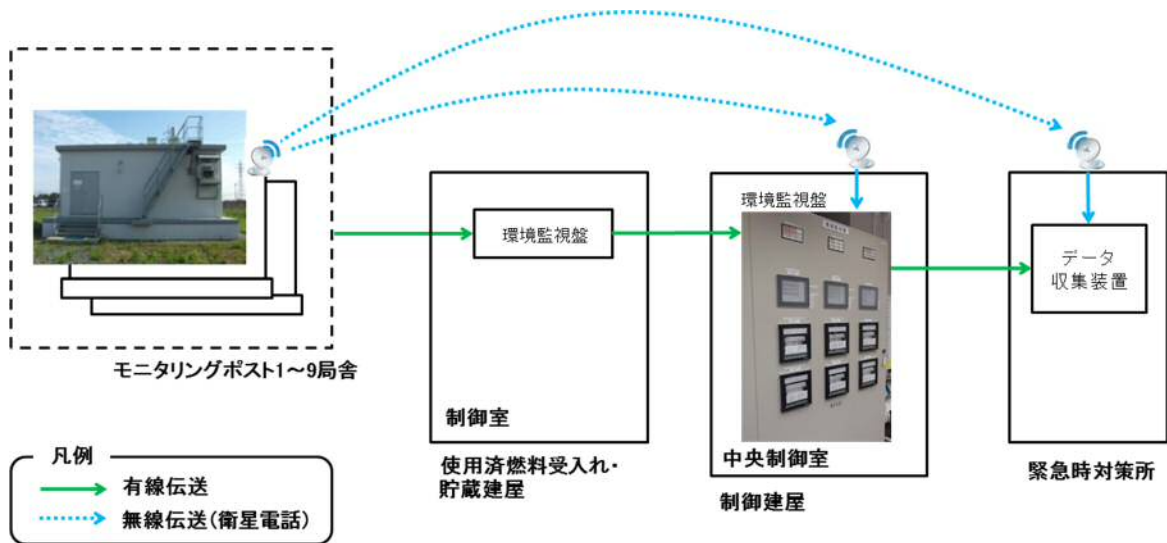 モニタリングポスト1～9局舎
環境監視盤
制御室
使用済燃料受入れ・
貯蔵建屋
環境監視盤
中央制御室
制御建屋
データ
収集装置
緊急時対策所
凡例
有線伝送
無線伝送(衛星電話)